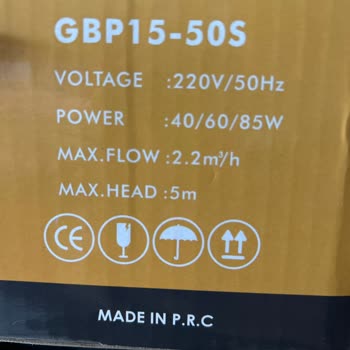 GBP15-50S
VOLTAGE :220V/50Hz
POWER :40/60/85W
MAX.FLOW :2.2m³/h
MAX.HEAD :5m
CE
MADE IN P.R.C